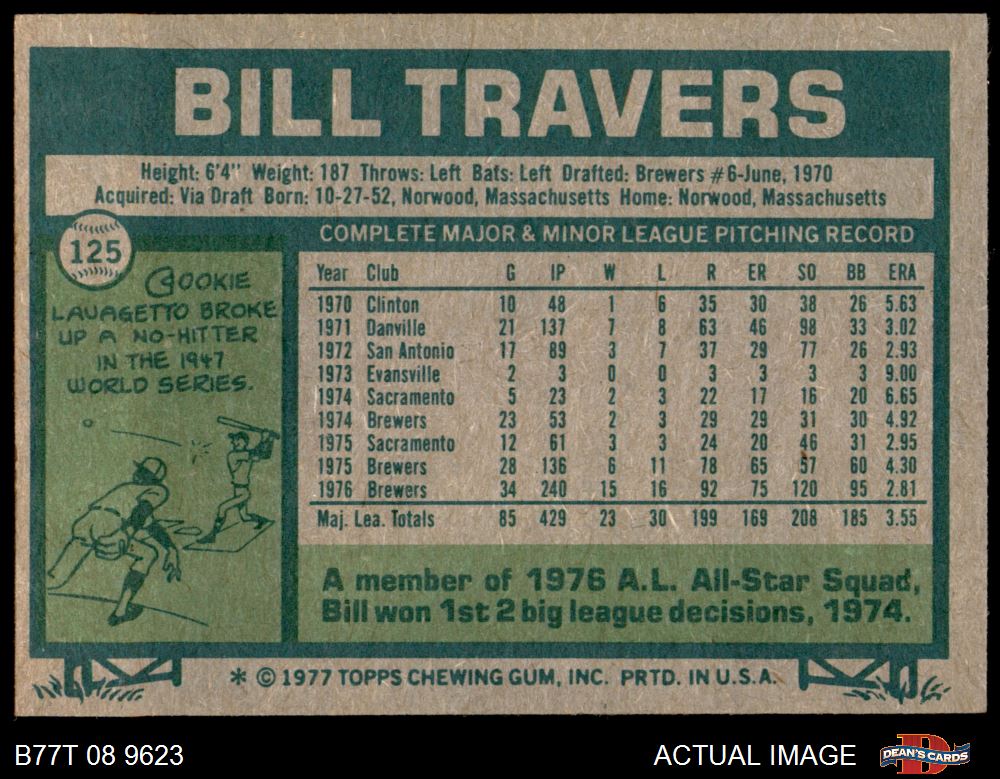 BILL TRAVERS
Height: 6'4" Weight: 187 Throws: Left Bats: Left Drafted: Brewers #6-June, 1970
Acquired: Via Draft Born: 10-27-52, Norwood, Massachusetts Home: Norwood, Massachusetts
125
COOKIE
LAVAGETTO BROKE
UP A NO-HITTER
IN THE 1947
WORLD SERIES.
COMPLETE MAJOR & MINOR LEAGUE PITCHING RECORD
Year Club G IP W L R ER SO BB ERA
1970 Clinton 10 48 1 6 35 30 38 26 5.63
1971 Danville 21 137 7 8 63 46 98 33 3.02
1972 San Antonio 17 89 3 7 37 29 77 26 2.93
1973 Evansville 2 3 0 0 3 3 3 3 9.00
1974 Sacramento 5 23 2 3 22 17 16 20 6.65
1974 Brewers 23 53 2 3 29 29 31 30 4.92
1975 Sacramento 12 61 3 3 24 20 46 31 2.95
1975 Brewers 28 136 6 11 78 65 57 60 4.30
1976 Brewers 34 240 15 16 92 75 120 95 2.81
Maj. Lea. Totals 85 429 23 30 199 169 208 185 3.55
A member of 1976 A.L. All-Star Squad,
Bill won 1st 2 big league decisions, 1974.
* © 1977 TOPPS CHEWING GUM, INC. PRTD. IN U.S.A.
B77T 08 9623
ACTUAL IMAGE
DEAN'S CARDS